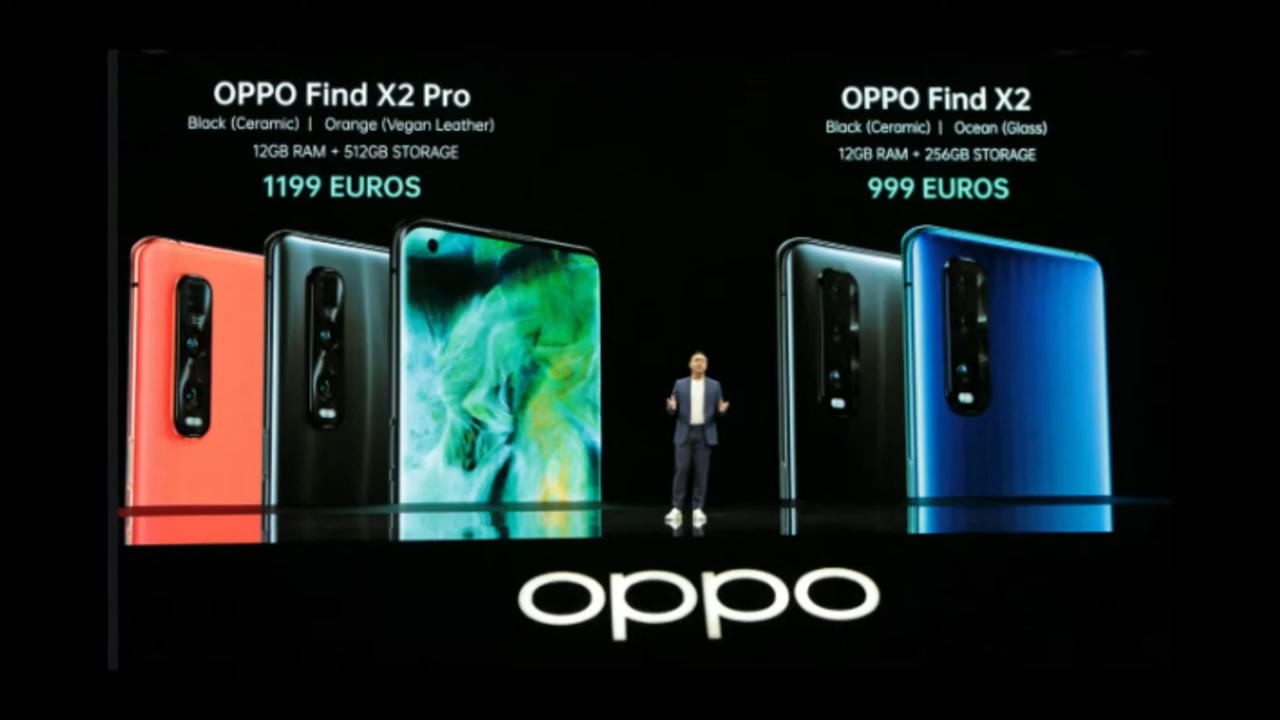 OPPO Find X2 Pro
Black (Ceramic) | Orange (Vegan Leather)
12GB RAM + 512GB STORAGE
1199 EUROS
OPPO Find X2
Black (Ceramic) | Ocean (Glass)
12GB RAM + 256GB STORAGE
999 EUROS
oppo